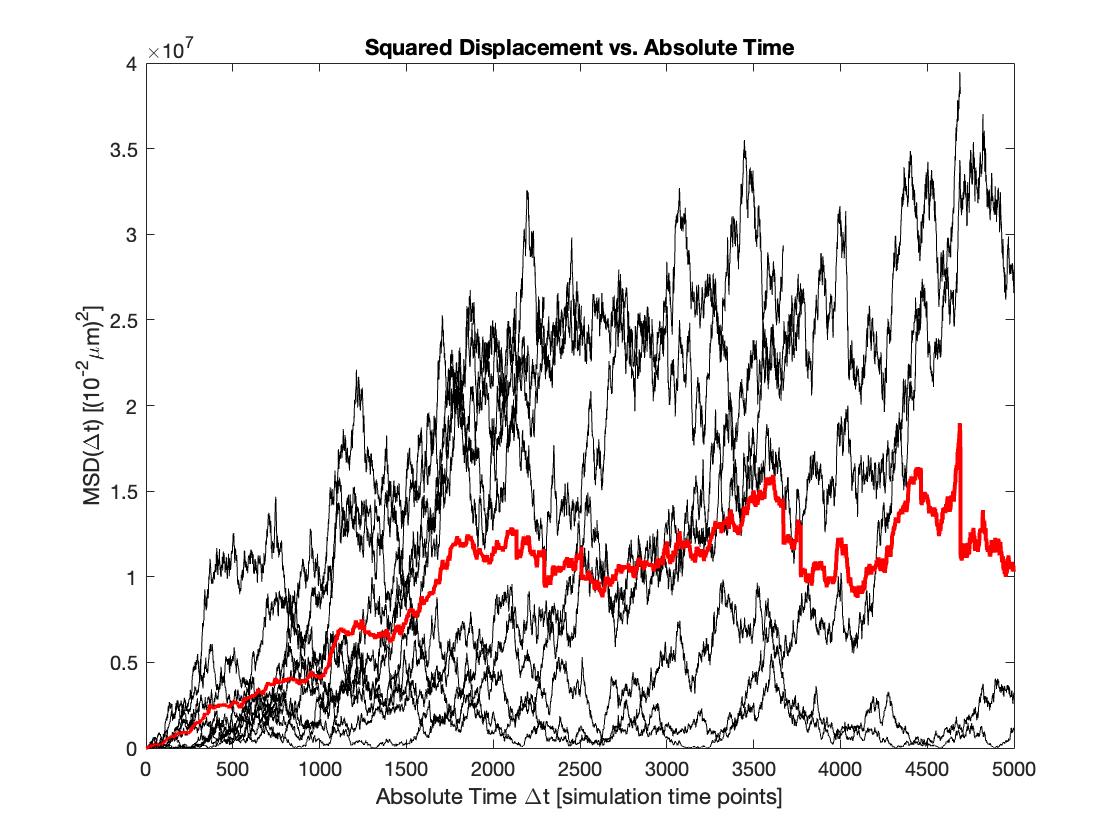 Squared Displacement vs. Absolute Time
×10⁷
4
3.5
3
2.5
2
1.5
1
0.5
0
MSD(Δt) [(10⁻² μm)²]
0 500 1000 1500 2000 2500 3000 3500 4000 4500 5000
Absolute Time Δt [simulation time points]